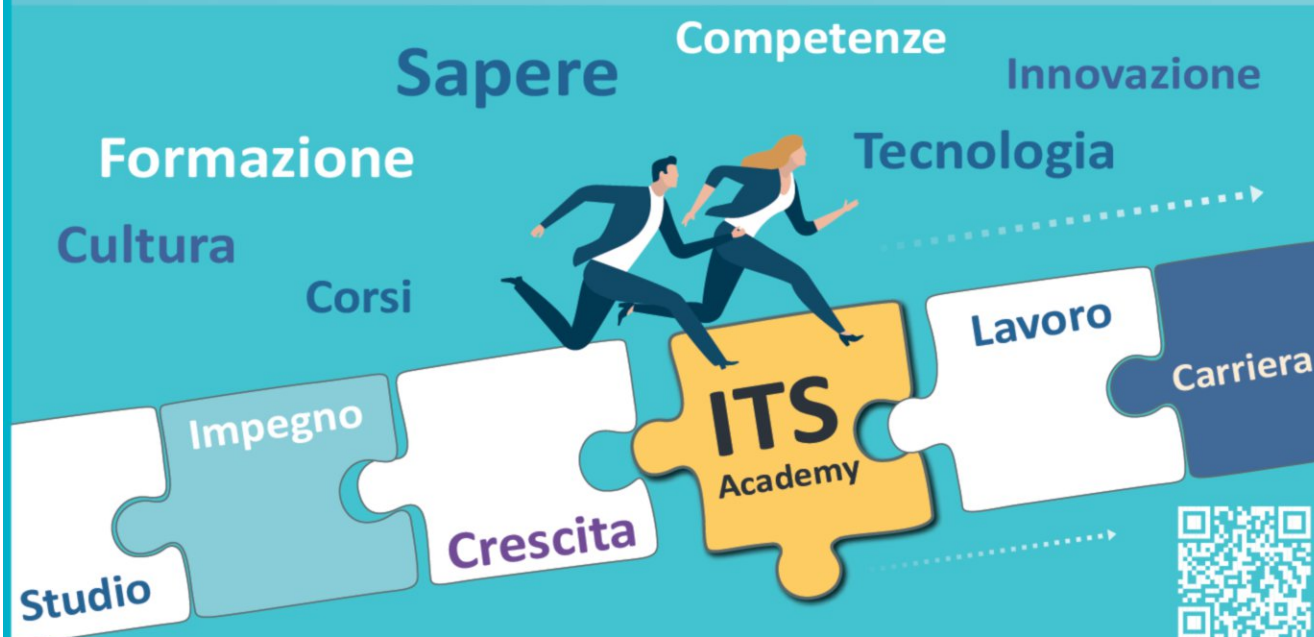 Competenze
Sapere
Innovazione
Formazione
Tecnologia
Cultura
Corsi
Lavoro
Carriera
Impegno
ITS
Academy
Crescita
Studio